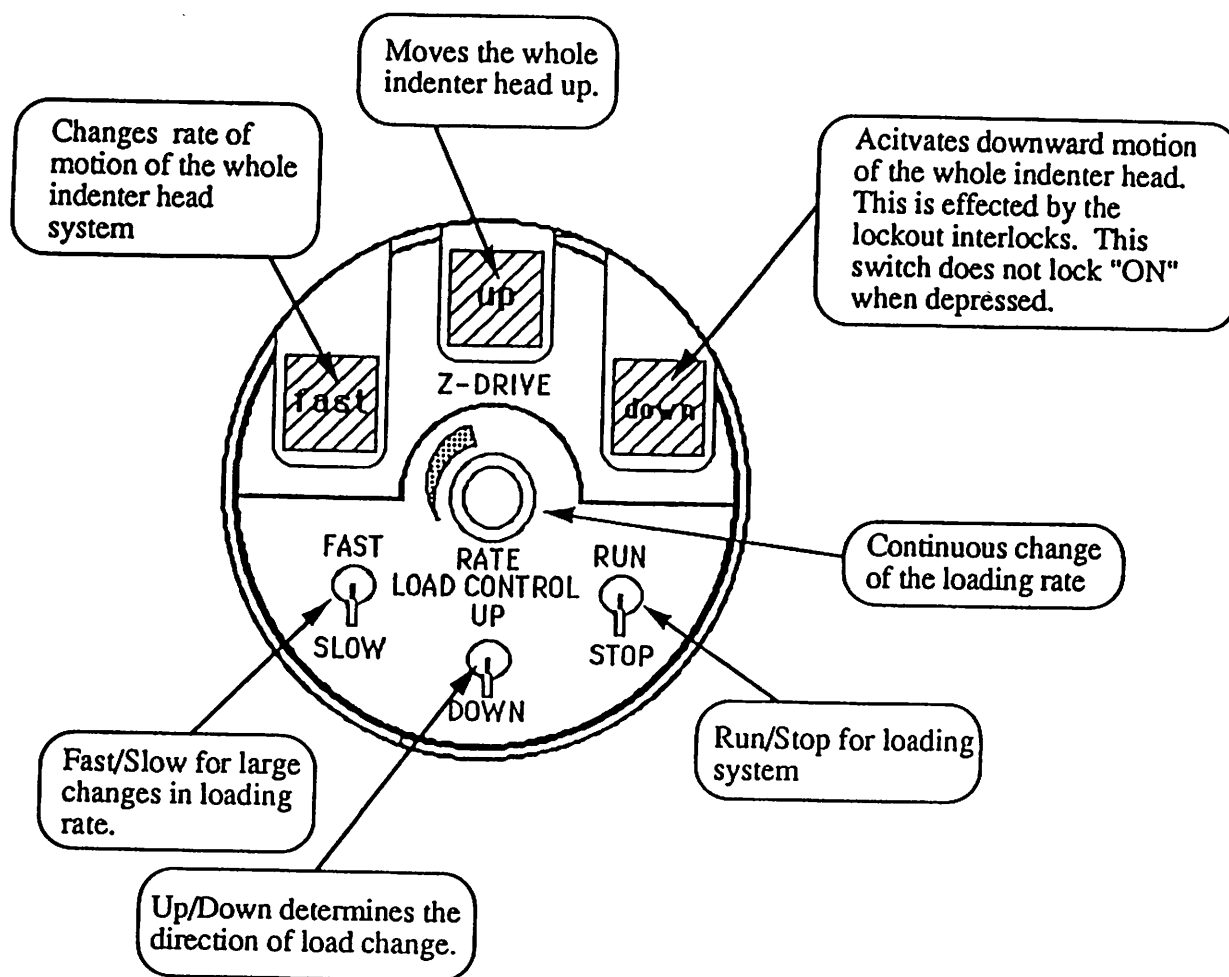 Moves the whole
indenter head up.
Changes rate of
motion of the whole
indenter head
system
Acitvates downward motion
of the whole indenter head.
This is effected by the
lockout interlocks. This
switch does not lock "ON"
when depressed.
up
fast
Z-DRIVE
down
FAST
SLOW
RATE
LOAD CONTROL
UP
DOWN
RUN
STOP
Continuous change
of the loading rate
Fast/Slow for large
changes in loading
rate.
Run/Stop for loading
system
Up/Down determines the
direction of load change.